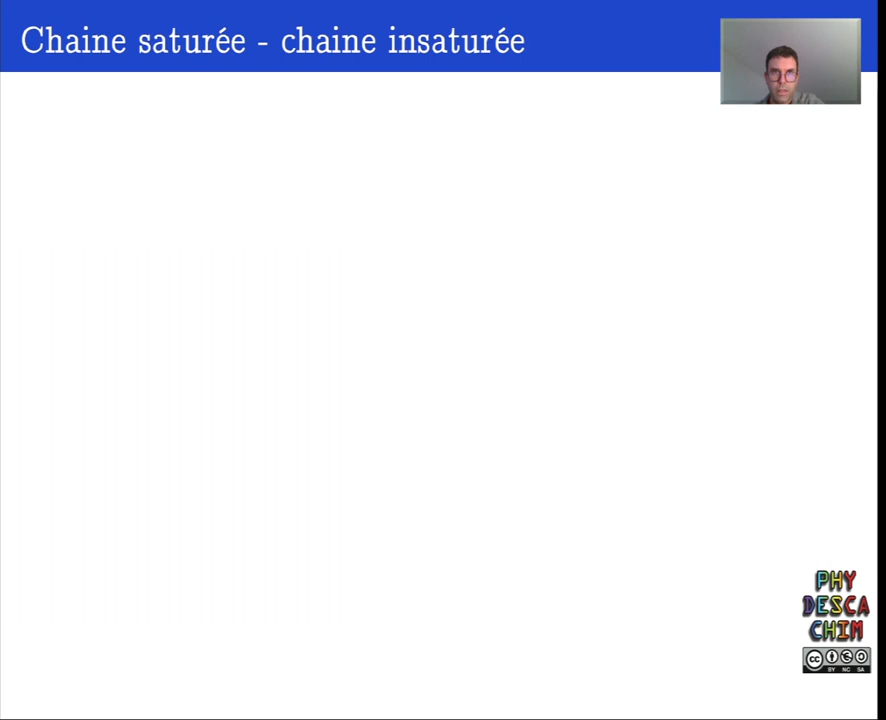 Chaine saturée - chaine insaturée
PHY
DESCA
CHIM
cc
BY NC SA